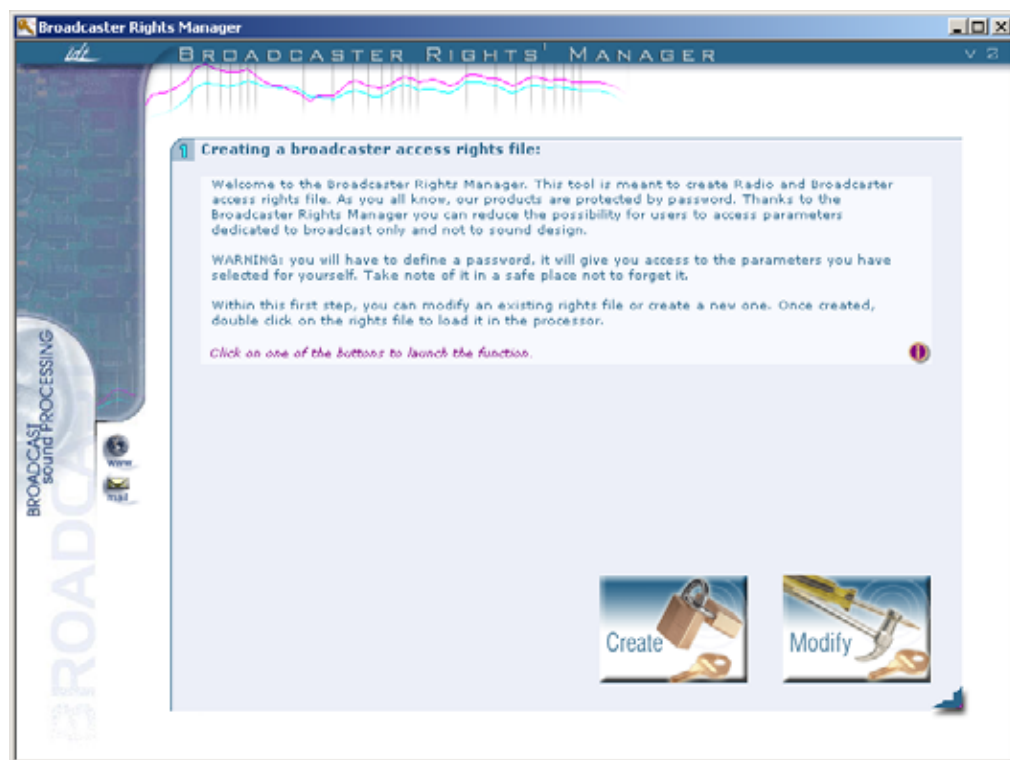 Broadcaster Rights Manager
idt
BROADCASTER RIGHTS' MANAGER
v 2
1 Creating a broadcaster access rights file:
Welcome to the Broadcaster Rights Manager. This tool is meant to create Radio and Broadcaster
access rights file. As you all know, our products are protected by password. Thanks to the
Broadcaster Rights Manager you can reduce the possibility for users to access parameters
dedicated to broadcast only and not to sound design.
WARNING: you will have to define a password, it will give you access to the parameters you have
selected for yourself. Take note of it in a safe place not to forget it.
Within this first step, you can modify an existing rights file or create a new one. Once created,
double click on the rights file to load it in the processor.
Click on one of the buttons to launch the function.
BROADCAST
sound PROCESSING
www
mail
BROADCA
Create
Modify